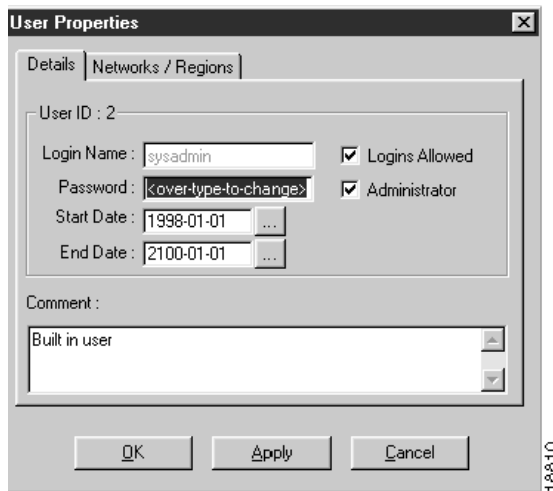 User Properties
Details Networks / Regions
User ID : 2
Login Name : sysadmin Logins Allowed
Password : <over-type-to-change> Administrator
Start Date : 1998-01-01 ...
End Date : 2100-01-01 ...
Comment :
Built in user
OK Apply Cancel
18810